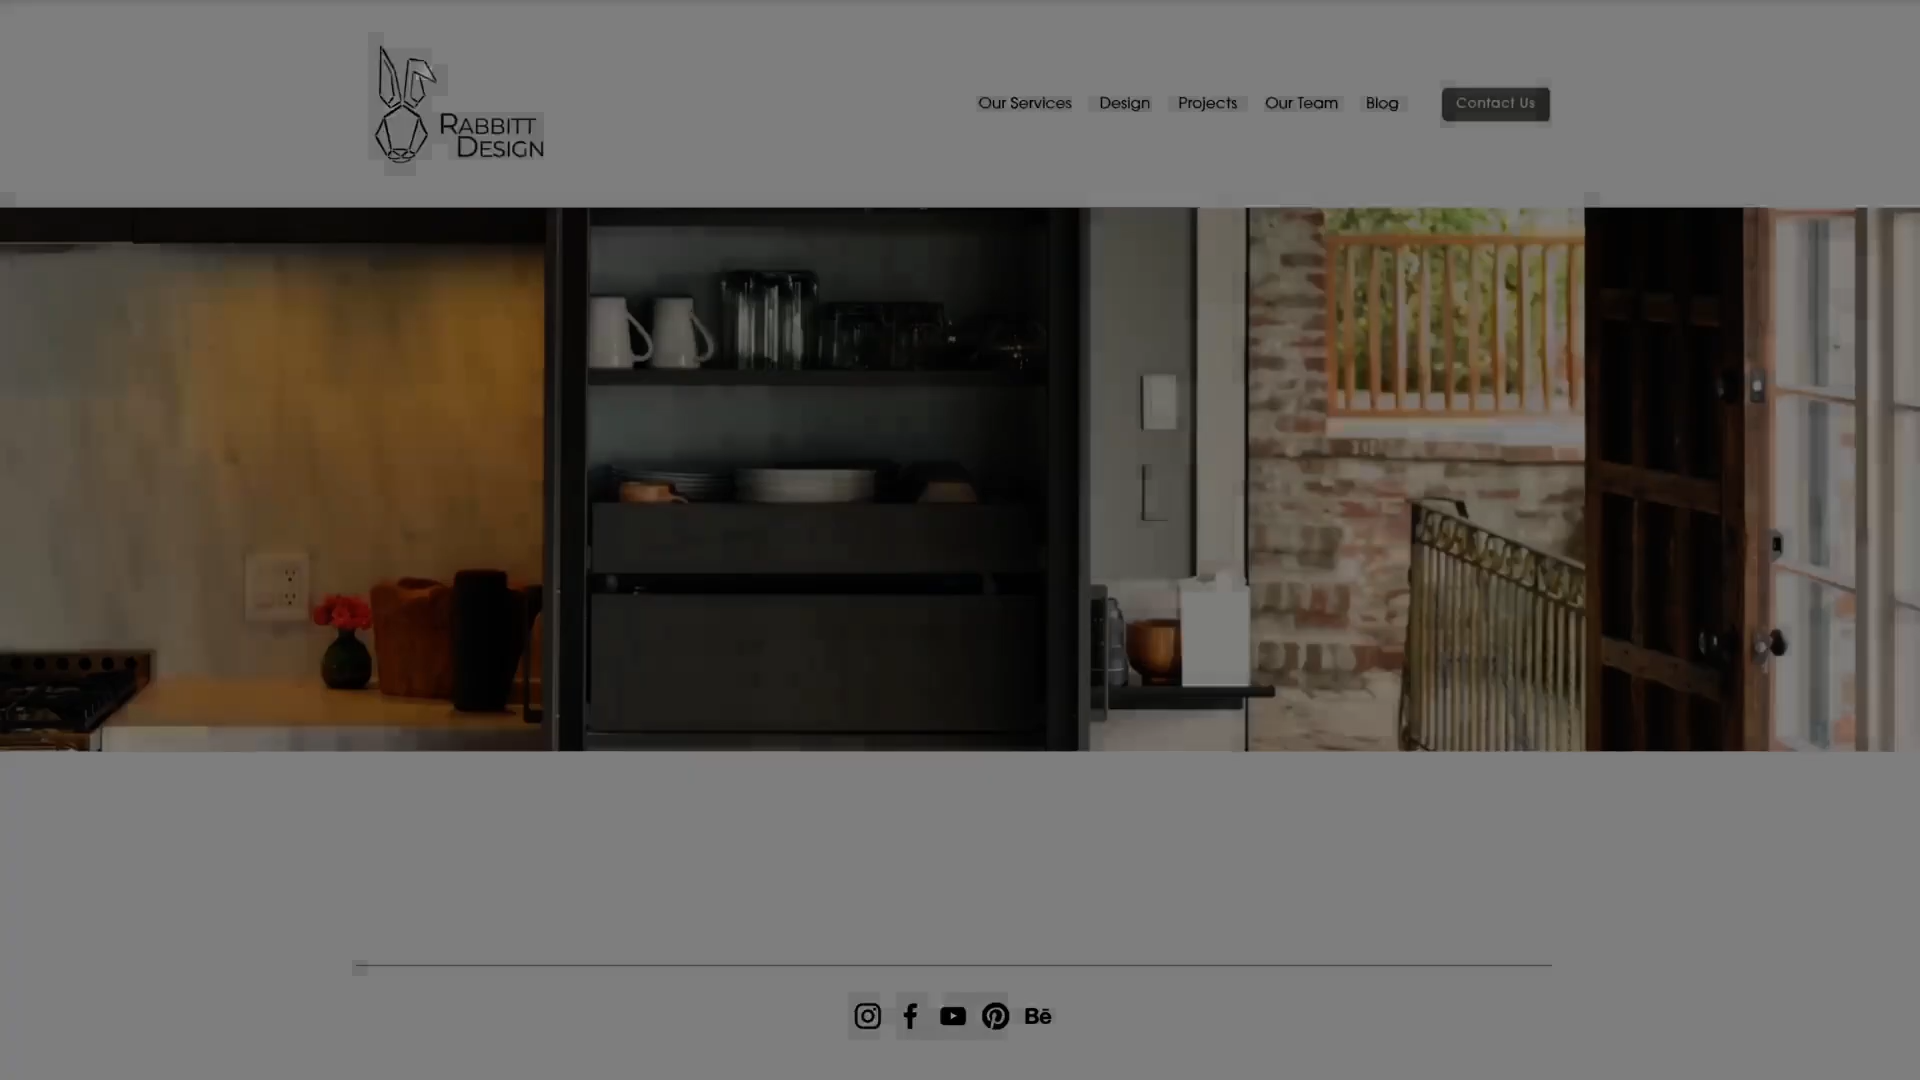 RABBITT
DESIGN
Our Services Design Projects Our Team Blog Contact Us
Bē